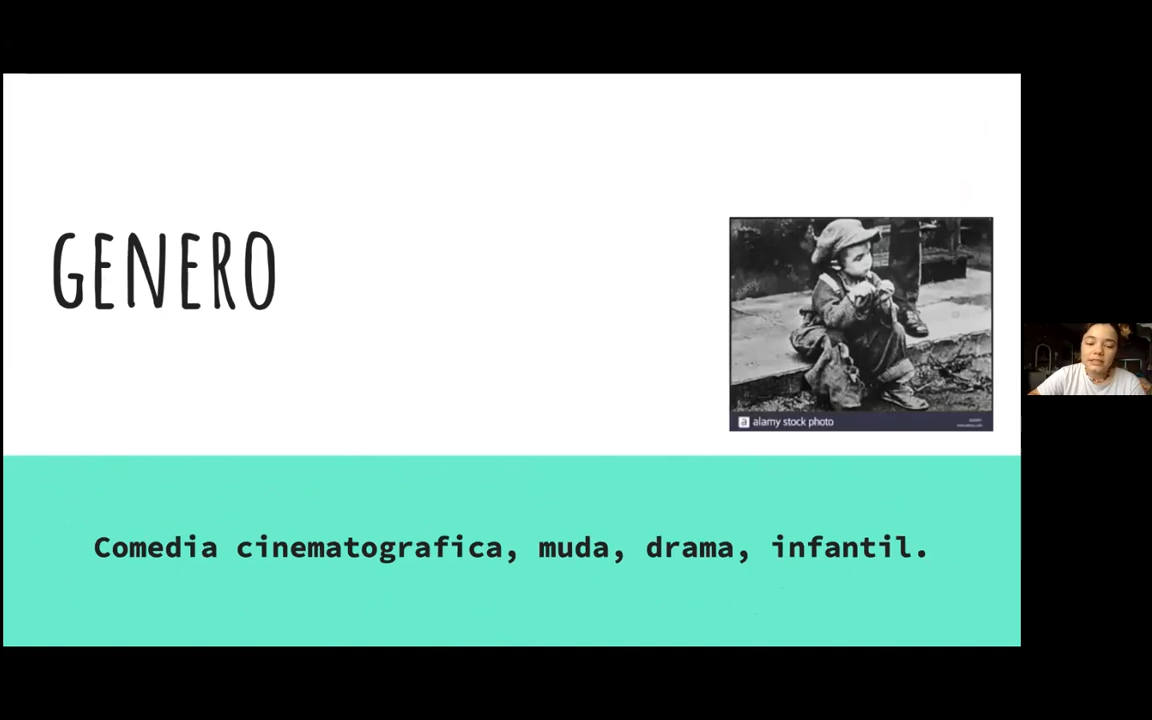 GENERO
a alamy stock photo
Comedia cinematografica, muda, drama, infantil.